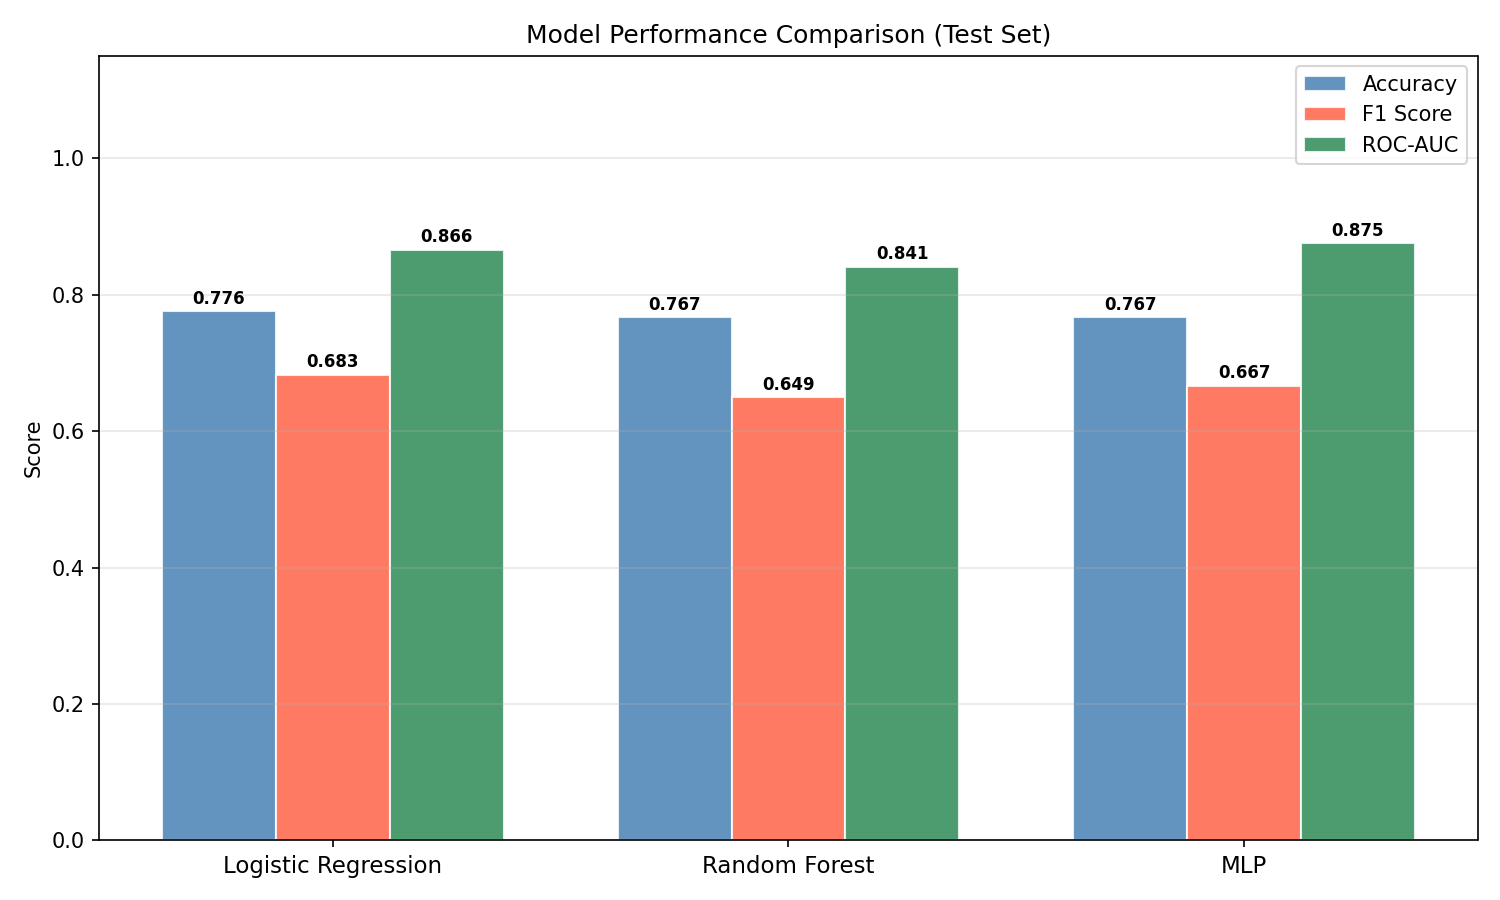 Model Performance Comparison (Test Set)
Accuracy
F1 Score
ROC-AUC
Score
1.0
0.8
0.6
0.4
0.2
0.0
0.776
0.683
0.866
0.767
0.649
0.841
0.767
0.667
0.875
Logistic Regression
Random Forest
MLP